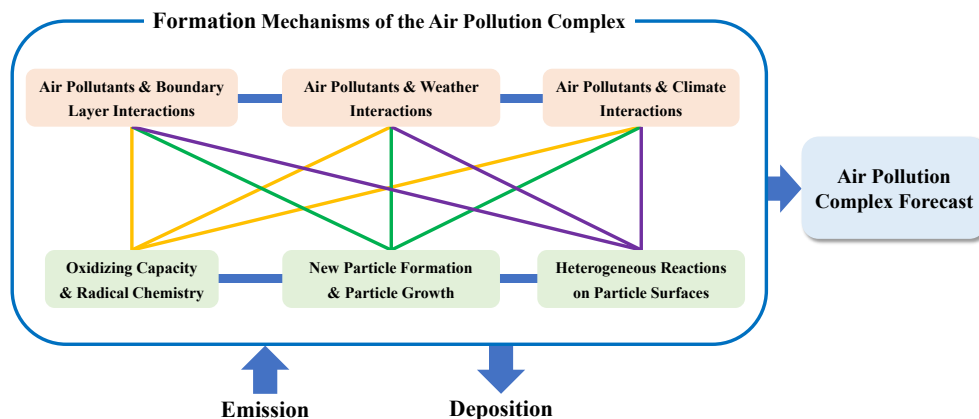 Formation Mechanisms of the Air Pollution Complex
Air Pollutants & Boundary
Layer Interactions
Air Pollutants & Weather
Interactions
Air Pollutants & Climate
Interactions
Air Pollution
Complex Forecast
Oxidizing Capacity
& Radical Chemistry
New Particle Formation
& Particle Growth
Heterogeneous Reactions
on Particle Surfaces
Emission
Deposition